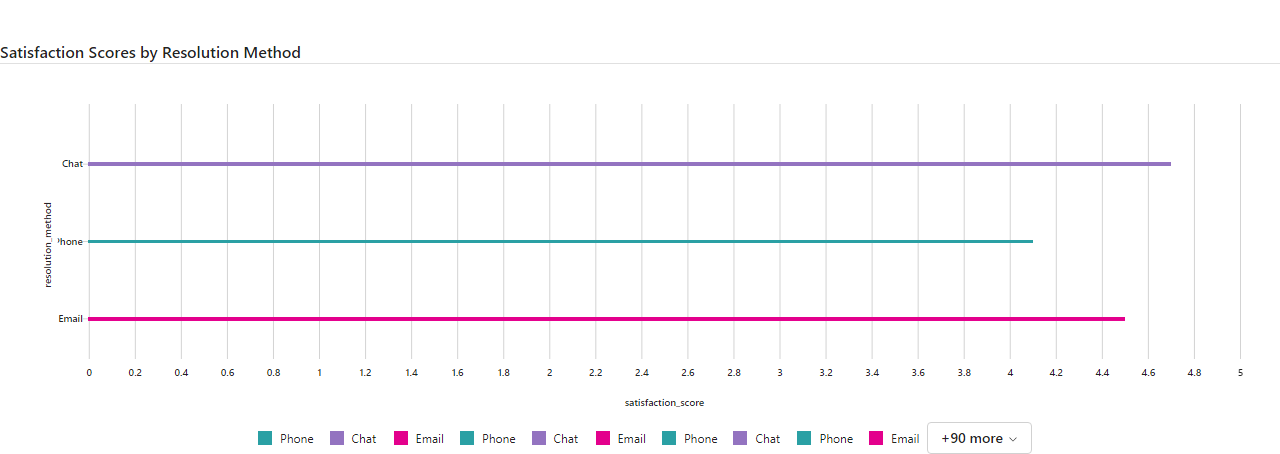 Satisfaction Scores by Resolution Method
resolution_method
Chat
Phone
Email
0 0.2 0.4 0.6 0.8 1 1.2 1.4 1.6 1.8 2 2.2 2.4 2.6 2.8 3 3.2 3.4 3.6 3.8 4 4.2 4.4 4.6 4.8 5
satisfaction_score
Phone Chat Email Phone Chat Email Phone Chat Phone Email +90 more